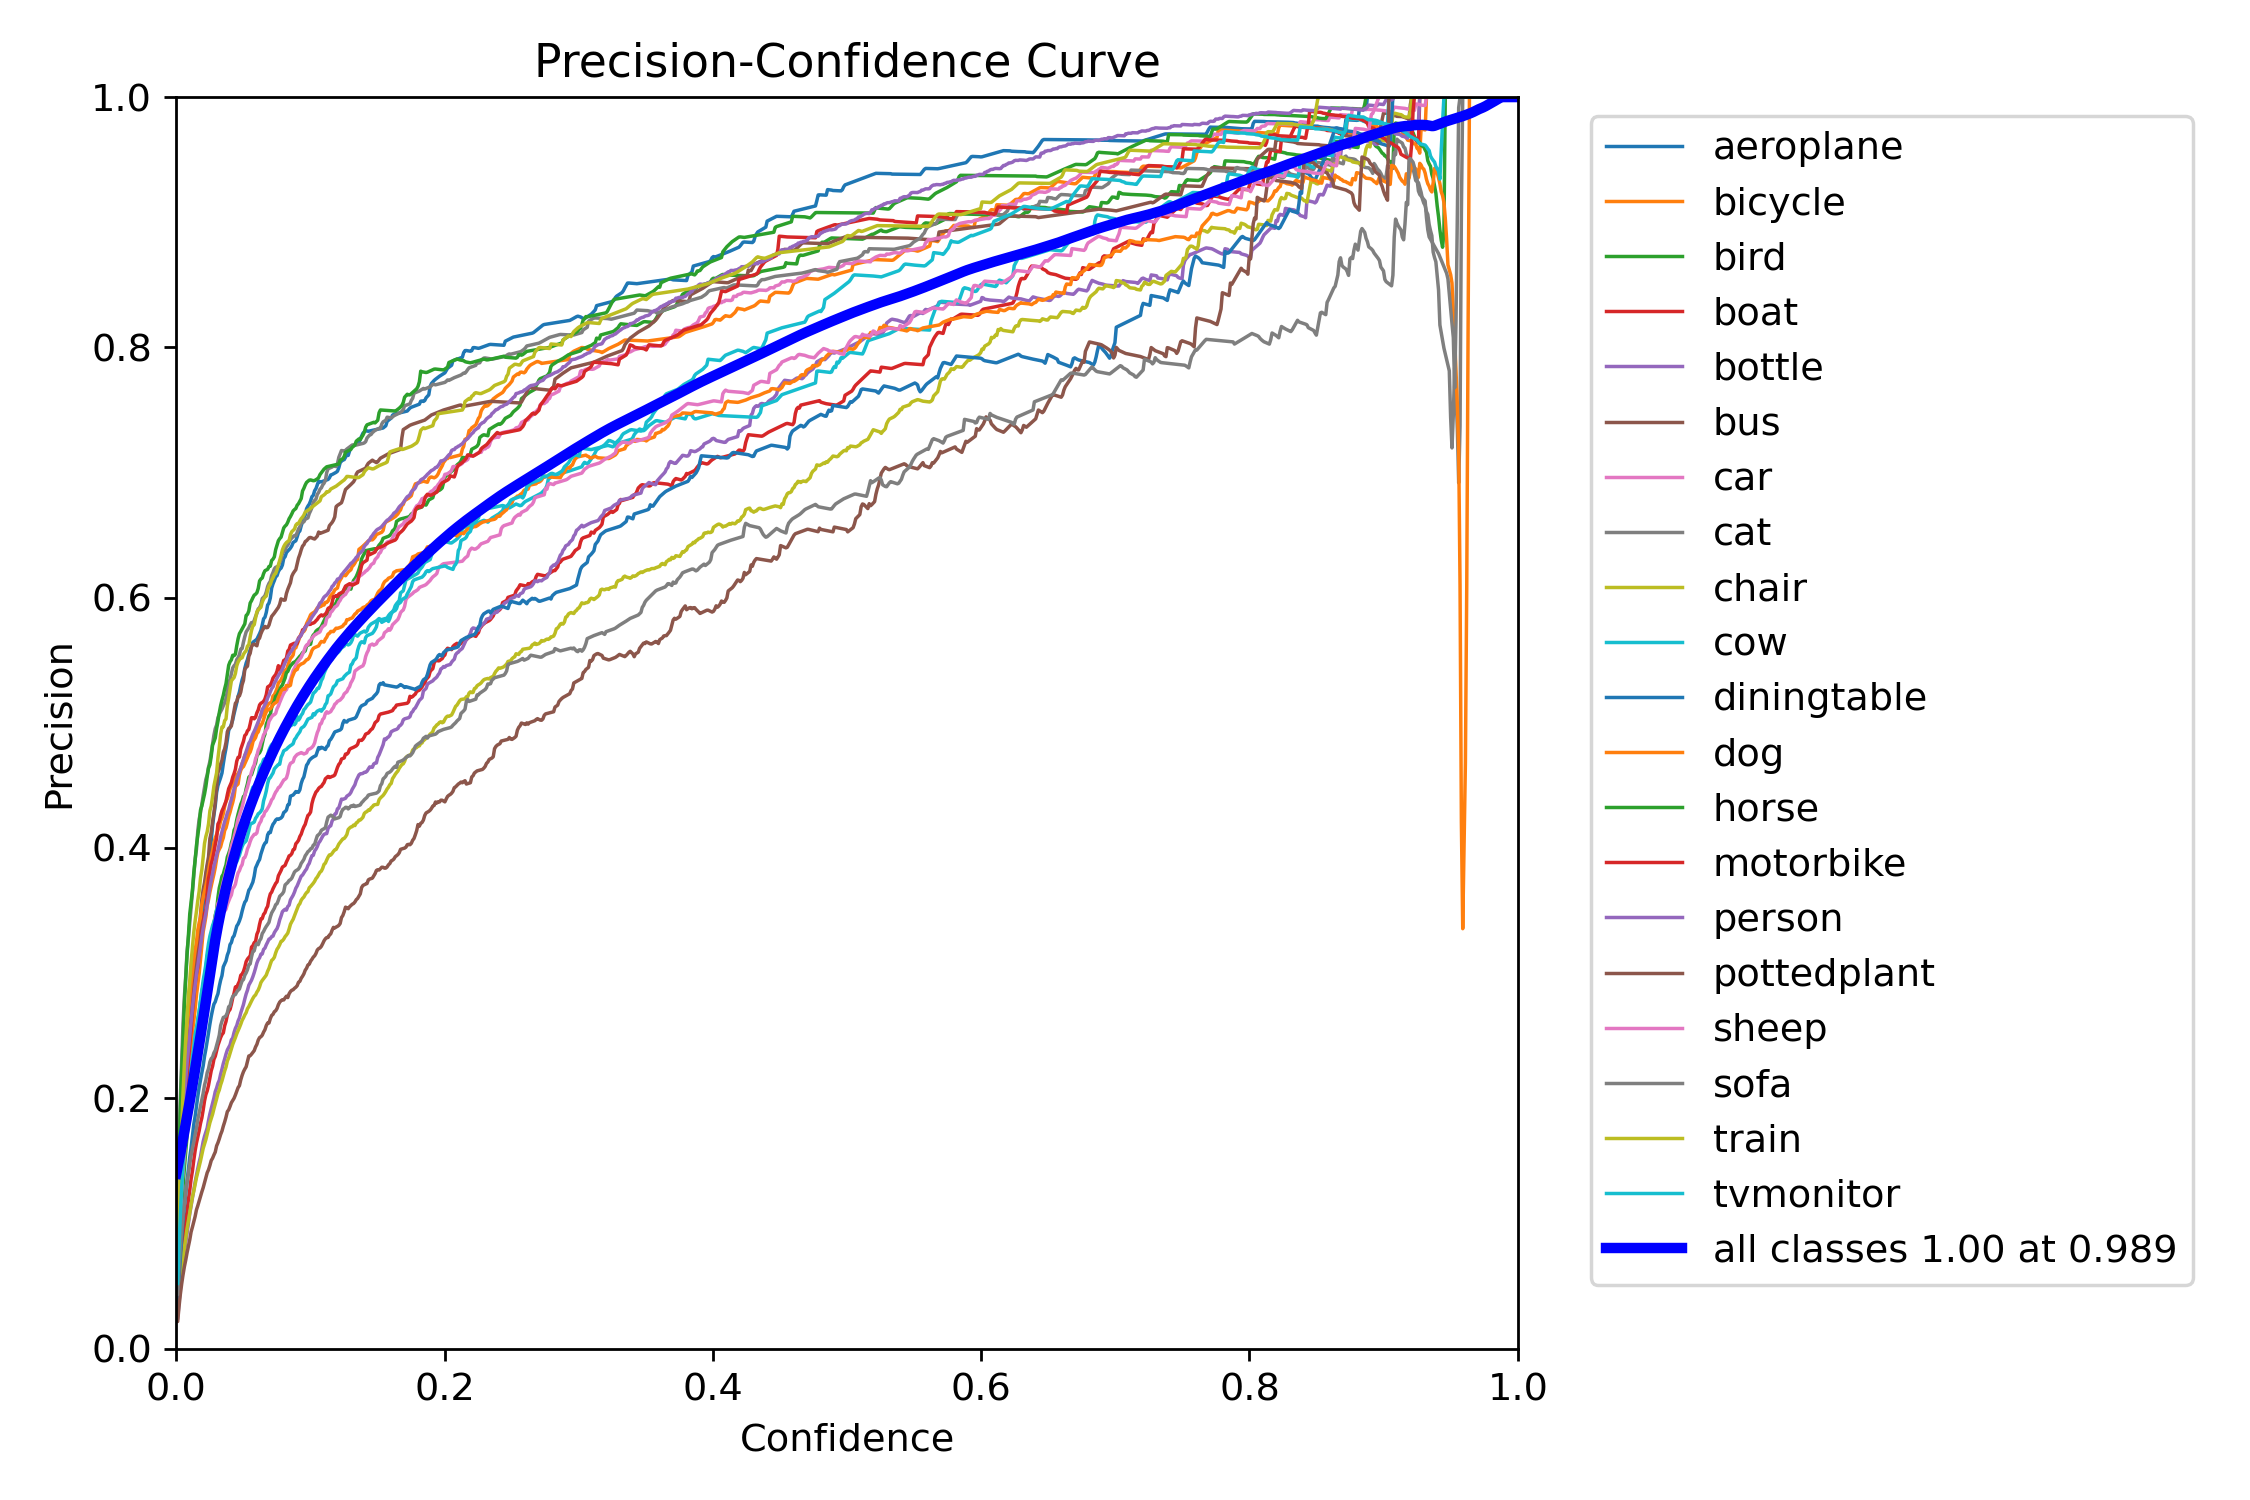 Precision-Confidence Curve
1.0
0.8
0.6
0.4
0.2
0.0
Precision
0.0 0.2 0.4 0.6 0.8 1.0
Confidence
aeroplane
bicycle
bird
boat
bottle
bus
car
cat
chair
cow
diningtable
dog
horse
motorbike
person
pottedplant
sheep
sofa
train
tvmonitor
all classes 1.00 at 0.989